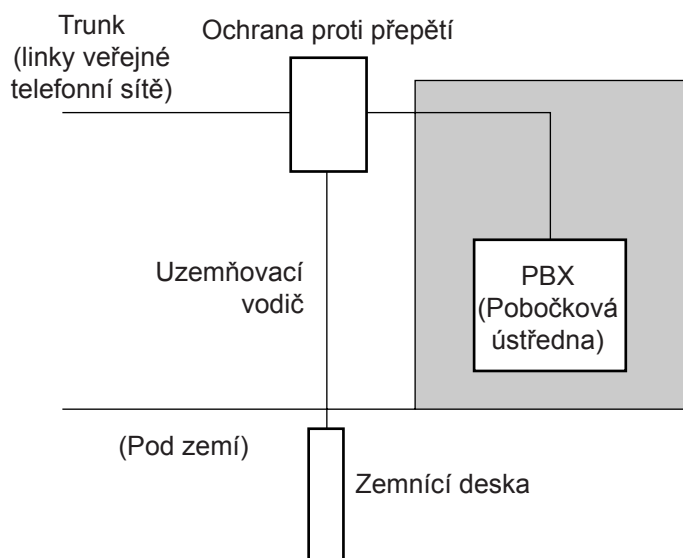 Trunk
(linky veřejné
telefonní sítě)
Ochrana proti přepětí
Uzemňovací
vodič
PBX
(Pobočková
ústředna)
(Pod zemí)
Zemnící deska